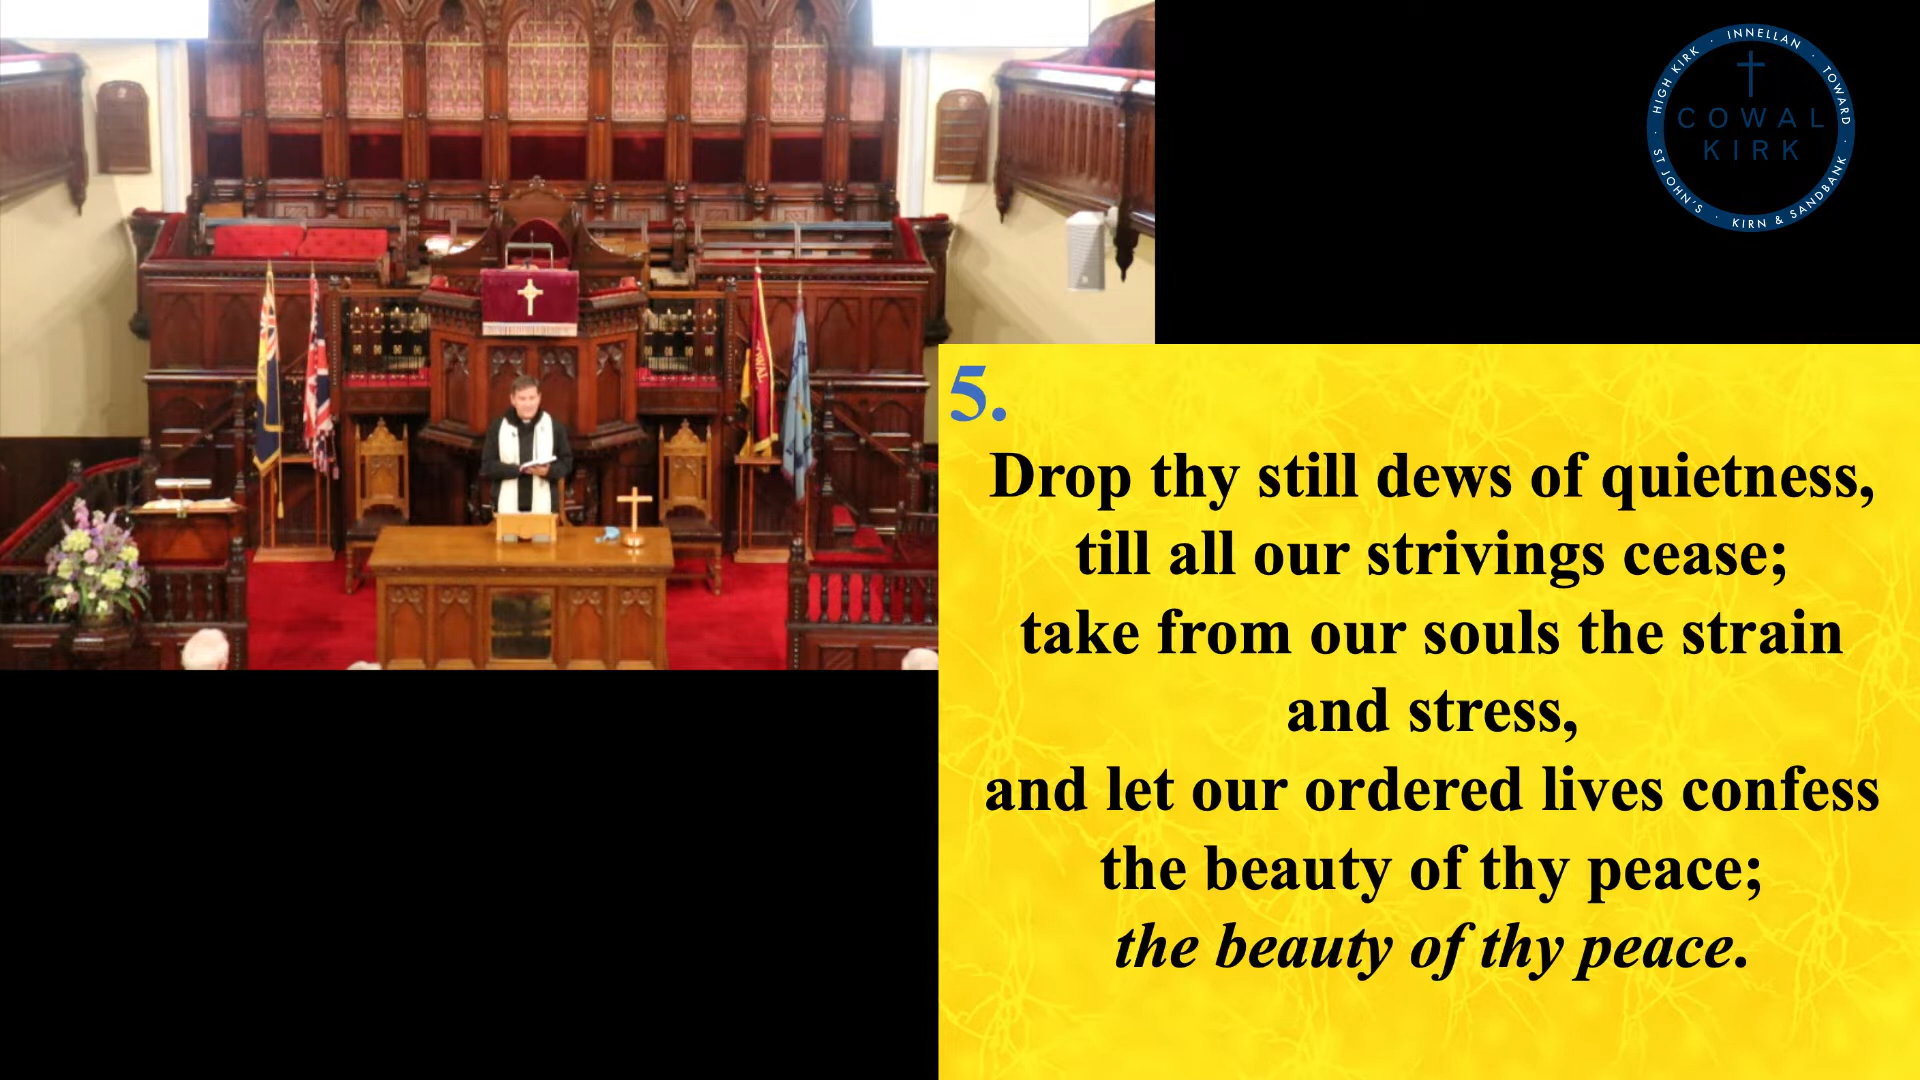 HIGH KIRK · INNELLAN · TOWARD · KIRN & SANDBANK · ST JOHN'S ·
COWAL
KIRK
5.
Drop thy still dews of quietness,
till all our strivings cease;
take from our souls the strain
and stress,
and let our ordered lives confess
the beauty of thy peace;
the beauty of thy peace.